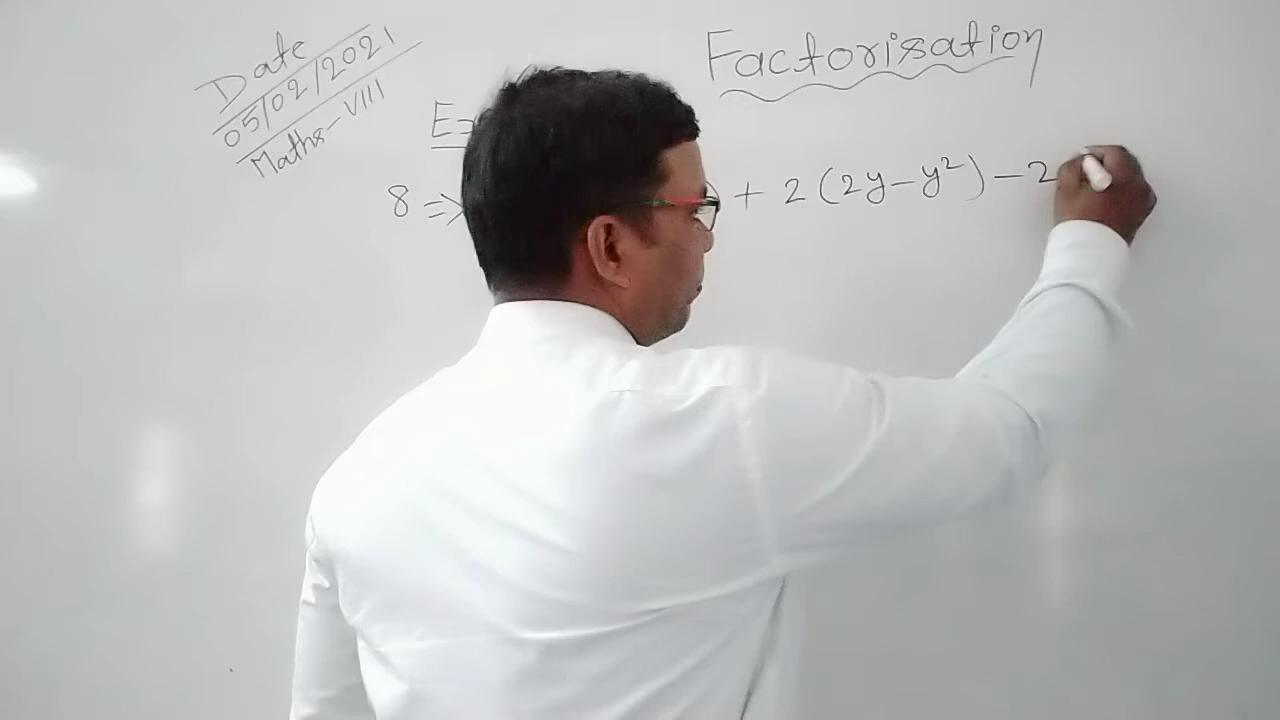 Date
05/02/2021
Maths-VIII
Factorisation
8 => + 2 (2y-y²) - 2